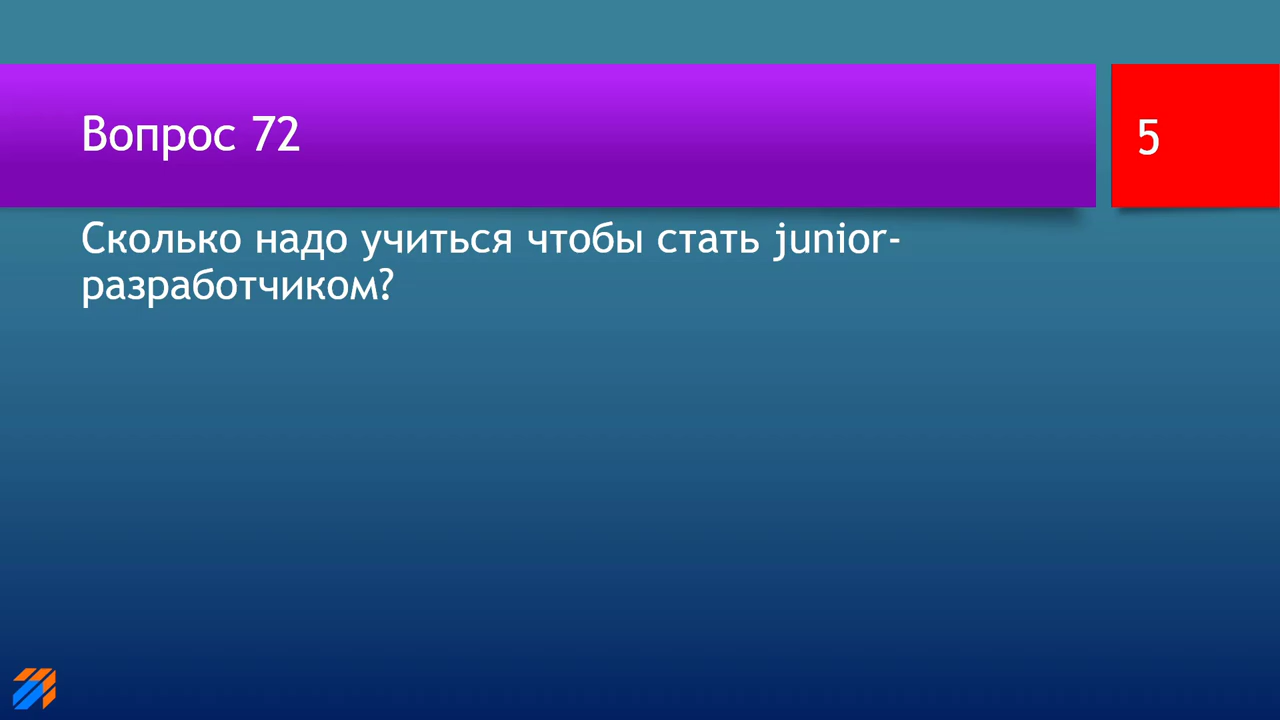 Вопрос 72
5
Сколько надо учиться чтобы стать junior-
разработчиком?